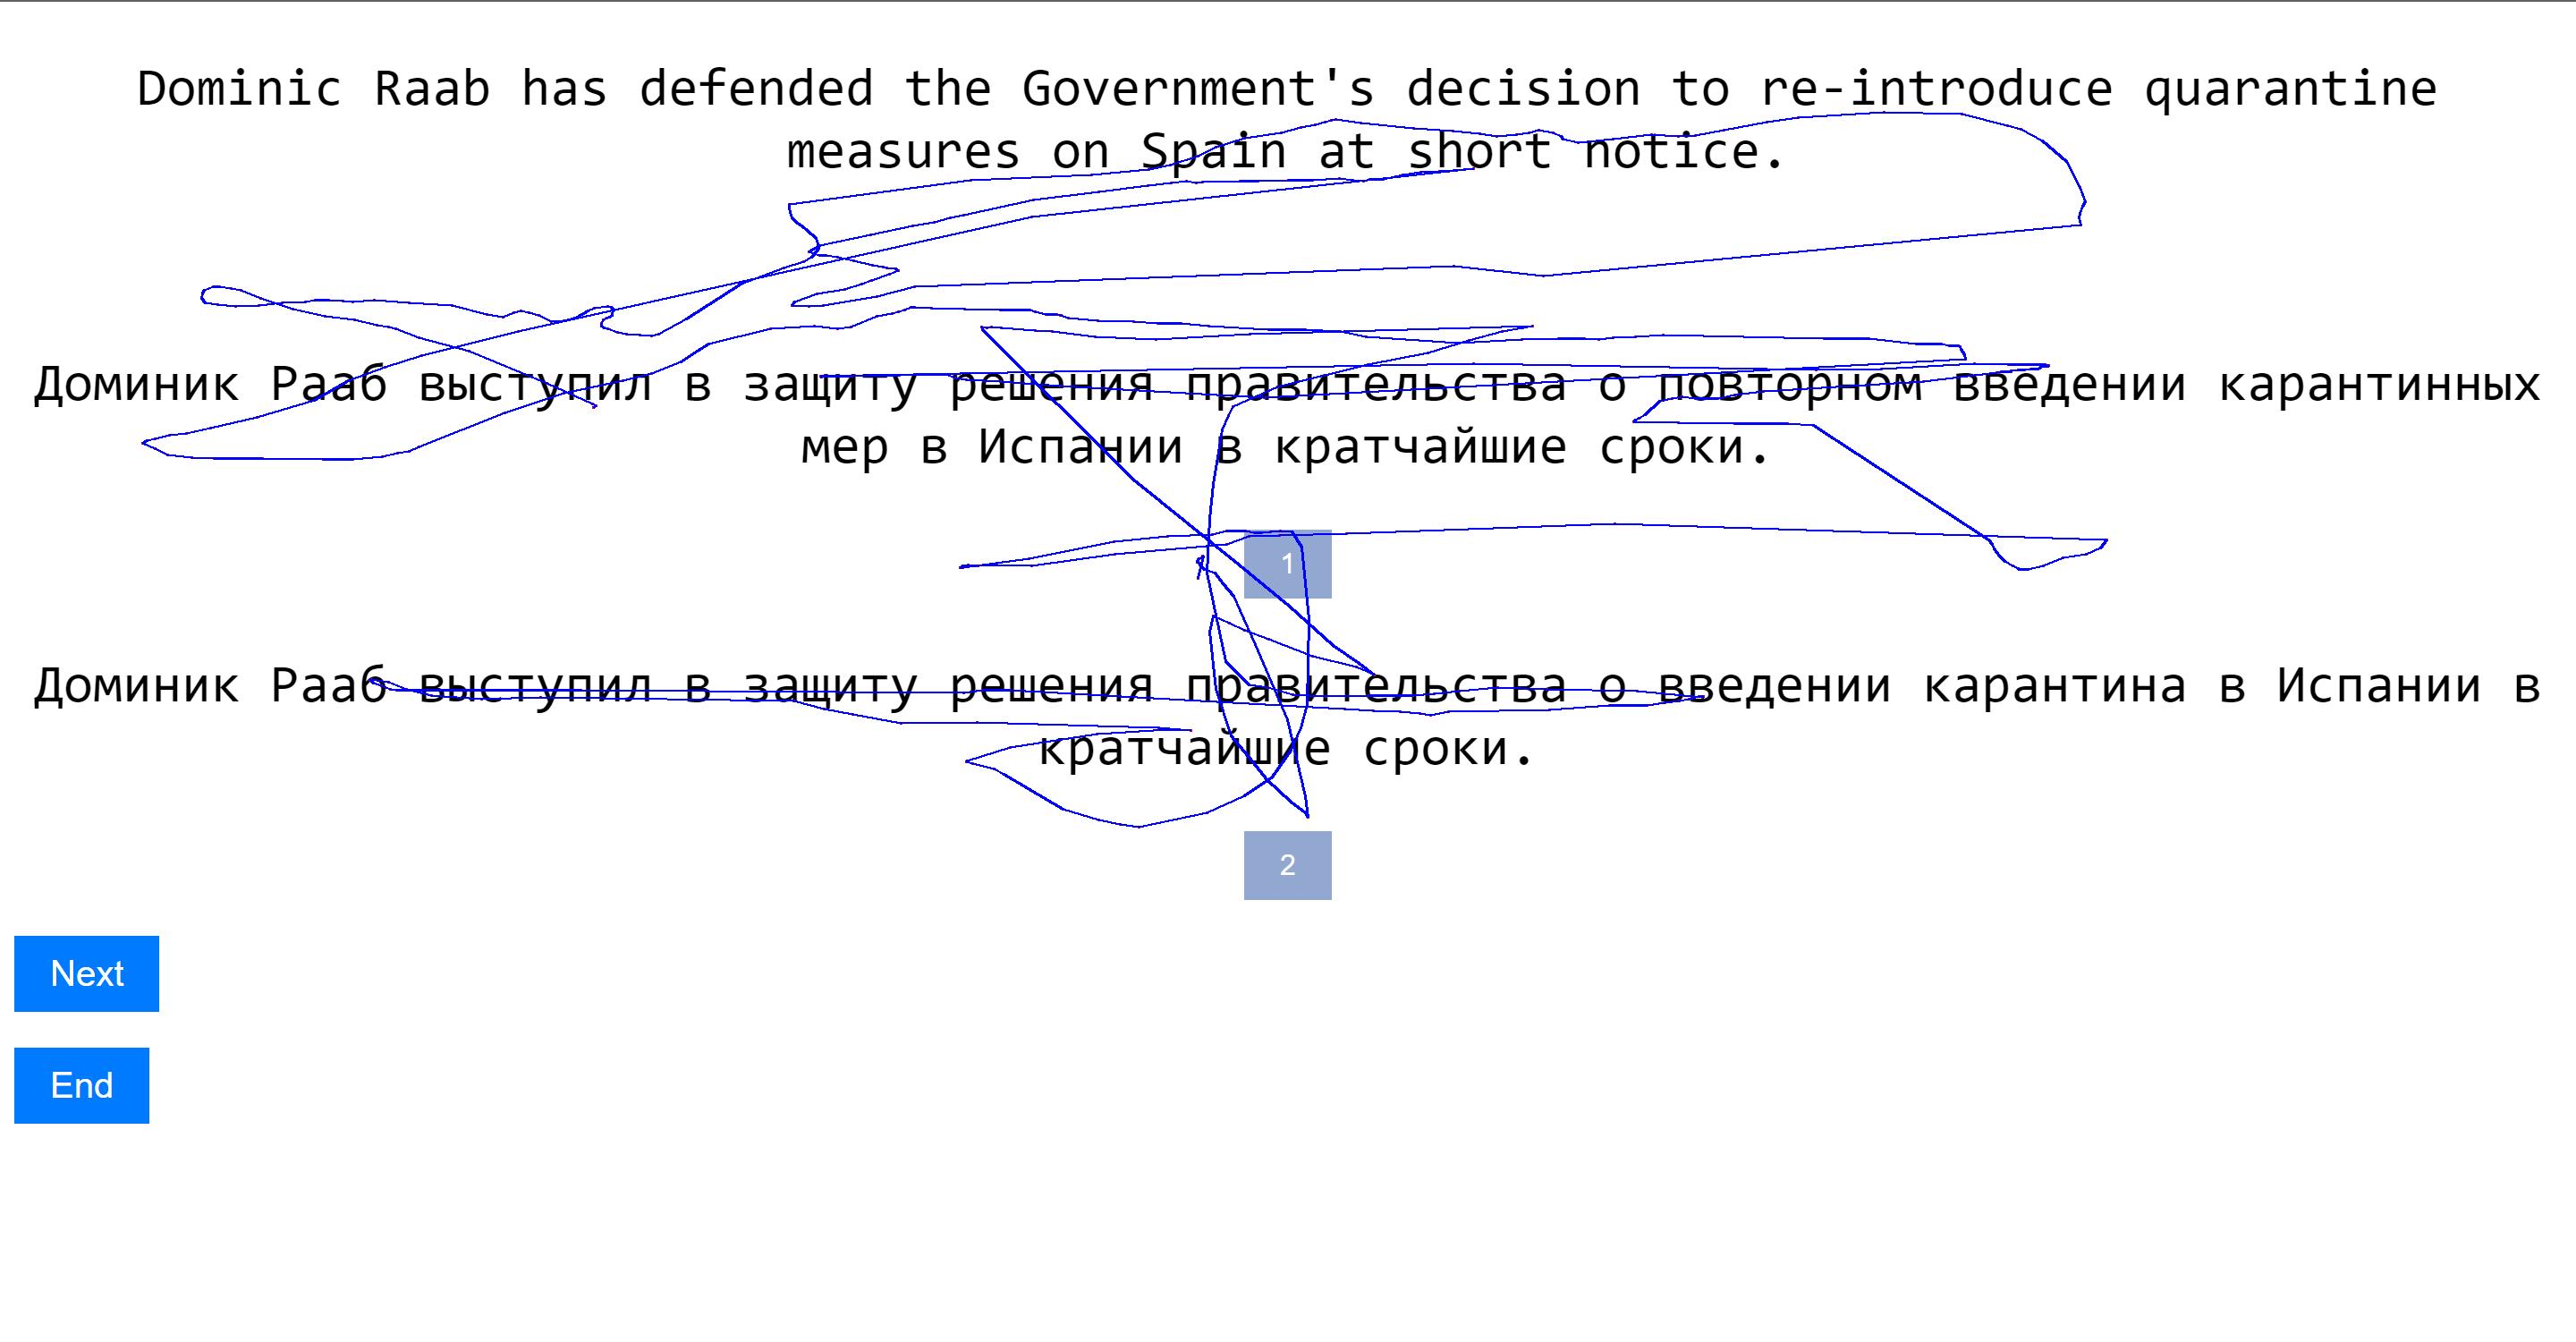 Dominic Raab has defended the Government's decision to re-introduce quarantine
measures on Spain at short notice.
Доминик Рааб выступил в защиту решения правительства о повторном введении карантинных
мер в Испании в кратчайшие сроки.
1
Доминик Рааб выступил в защиту решения правительства о введении карантина в Испании в
кратчайшие сроки.
2
Next
End